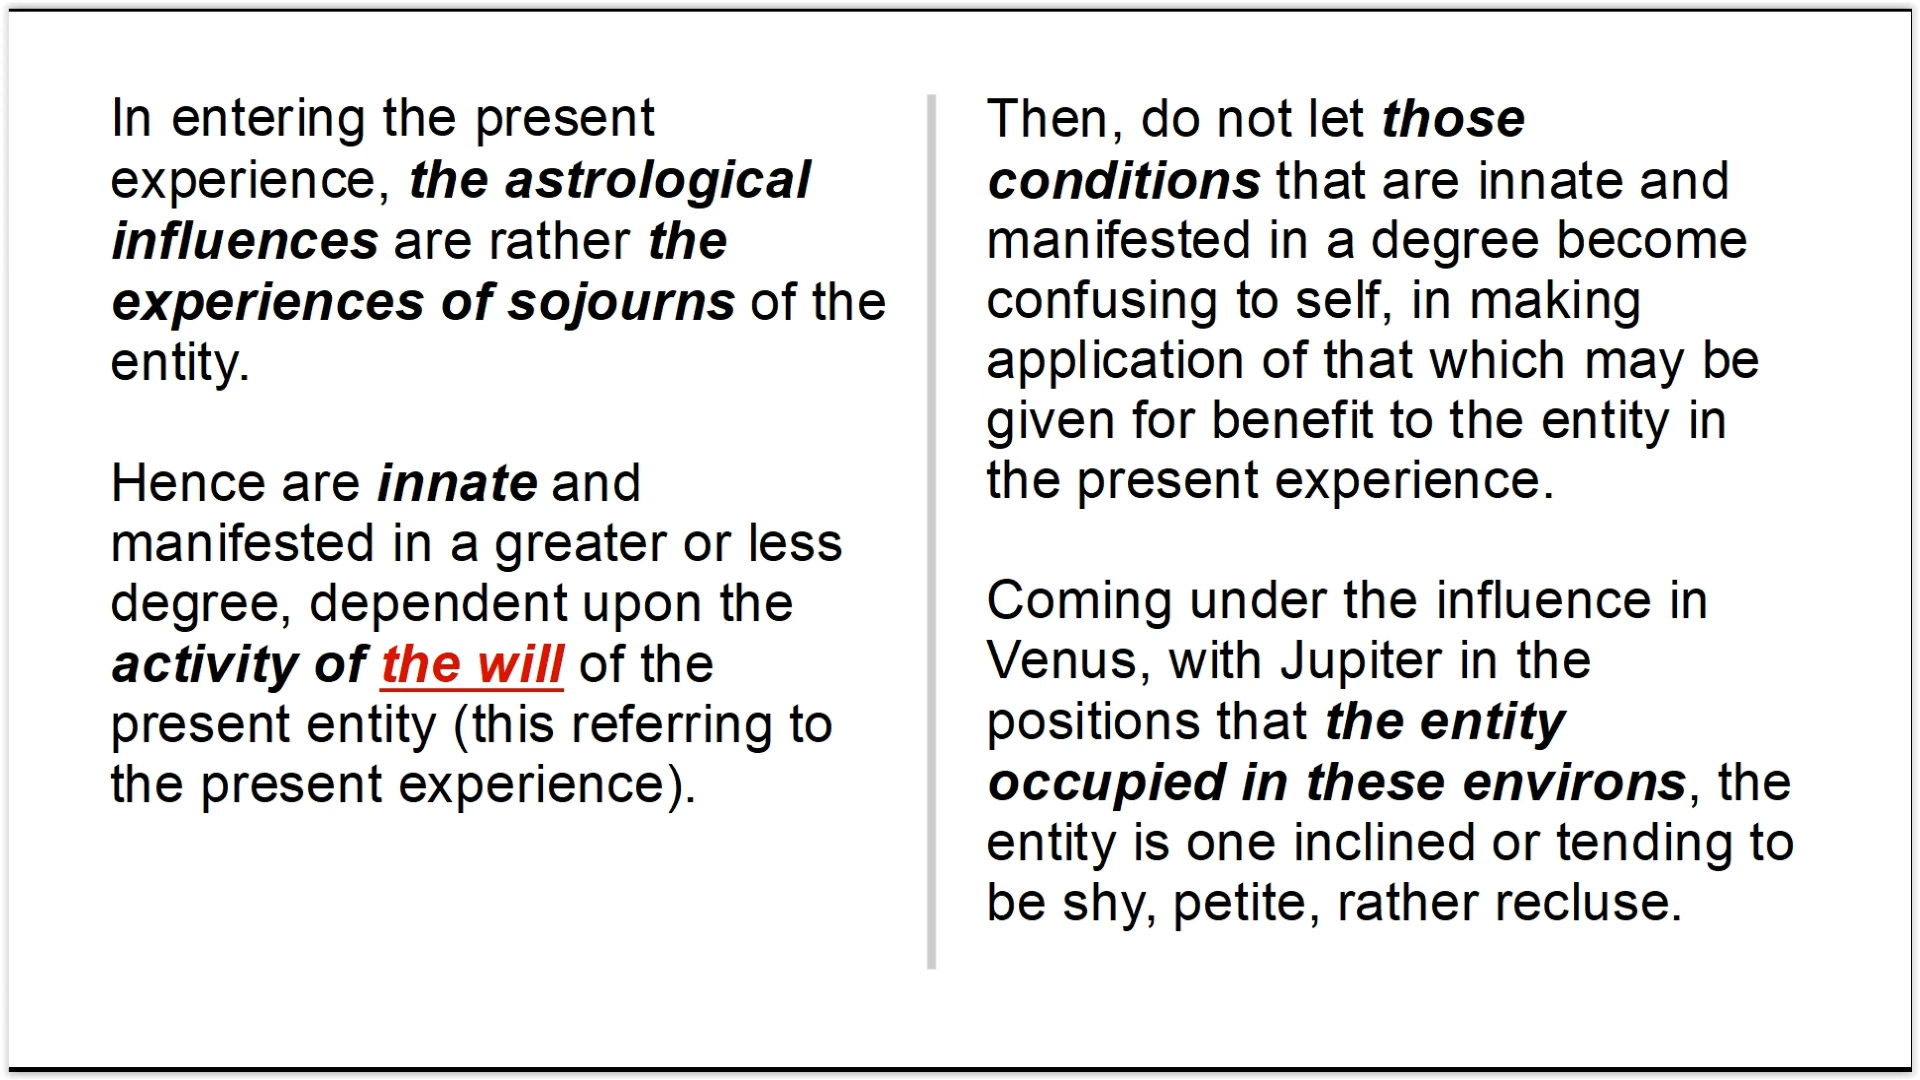 In entering the present
experience, the astrological
influences are rather the
experiences of sojourns of the
entity.
Hence are innate and
manifested in a greater or less
degree, dependent upon the
activity of the will of the
present entity (this referring to
the present experience).
Then, do not let those
conditions that are innate and
manifested in a degree become
confusing to self, in making
application of that which may be
given for benefit to the entity in
the present experience.
Coming under the influence in
Venus, with Jupiter in the
positions that the entity
occupied in these environs, the
entity is one inclined or tending to
be shy, petite, rather recluse.